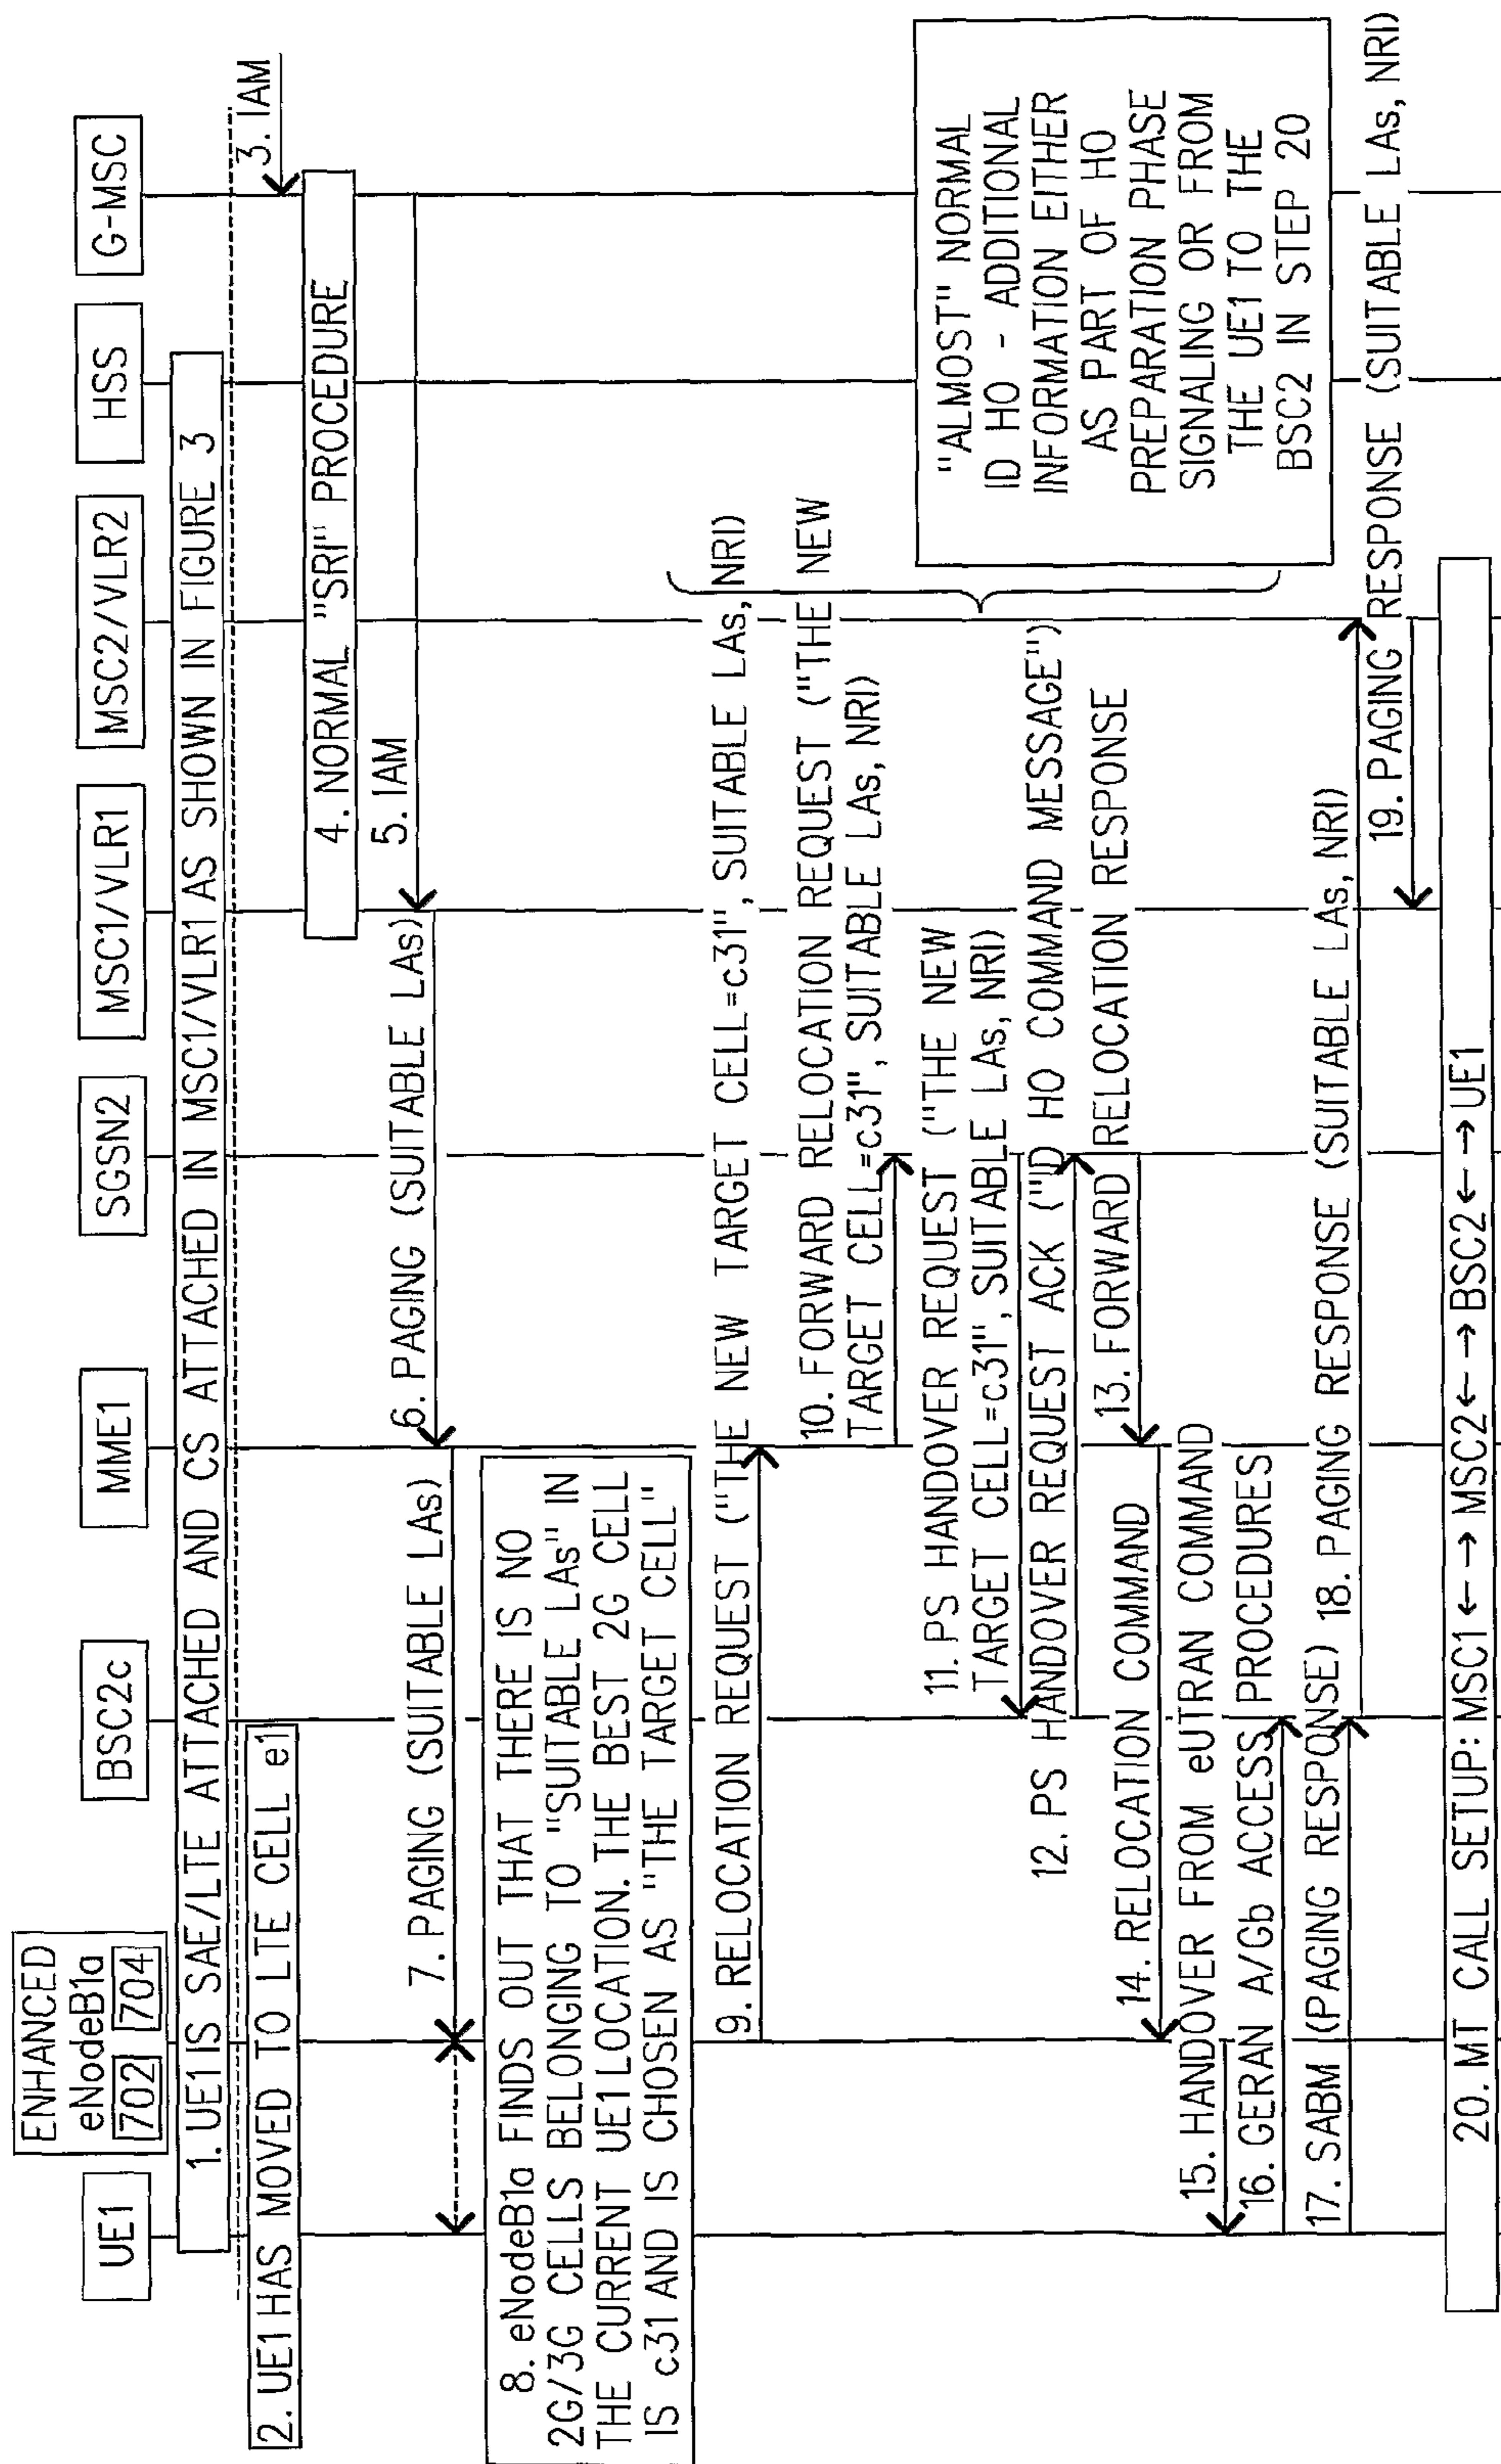 UE1
ENHANCED
eNodeB1a
702 704
BSC2c
MME1
SGSN2
MSC1/VLR1
MSC2/VLR2
HSS
G-MSC
1. UE1 IS SAE/LTE ATTACHED AND CS ATTACHED IN MSC1/VLR1 AS SHOWN IN FIGURE 3
2. UE1 HAS MOVED TO LTE CELL e1
3. IAM
4. NORMAL "SRI" PROCEDURE
5. IAM
6. PAGING (SUITABLE LAs)
7. PAGING (SUITABLE LAs)
8. eNodeB1a FINDS OUT THAT THERE IS NO
2G/3G CELLS BELONGING TO "SUITABLE LAs" IN
THE CURRENT UE1 LOCATION. THE BEST 2G CELL
IS c31 AND IS CHOSEN AS "THE TARGET CELL"
9. RELOCATION REQUEST ("THE NEW TARGET CELL=c31", SUITABLE LAs, NRI)
10. FORWARD RELOCATION REQUEST ("THE NEW
TARGET CELL=c31", SUITABLE LAs, NRI)
11. PS HANDOVER REQUEST ("THE NEW
TARGET CELL=c31", SUITABLE LAs, NRI)
12. PS HANDOVER REQUEST ACK ("ID HO COMMAND MESSAGE")
13. FORWARD RELOCATION RESPONSE
"ALMOST" NORMAL
ID HO - ADDITIONAL
INFORMATION EITHER
AS PART OF HO
PREPARATION PHASE
SIGNALING OR FROM
THE UE1 TO THE
BSC2 IN STEP 20
14. RELOCATION COMMAND
15. HANDOVER FROM eUTRAN COMMAND
16. GERAN A/Gb ACCESS PROCEDURES
17. SABM (PAGING RESPONSE)
18. PAGING RESPONSE (SUITABLE LAs, NRI)
19. PAGING RESPONSE (SUITABLE LAs, NRI)
20. MT CALL SETUP: MSC1 ←→ MSC2 ←→ BSC2 ←→ UE1